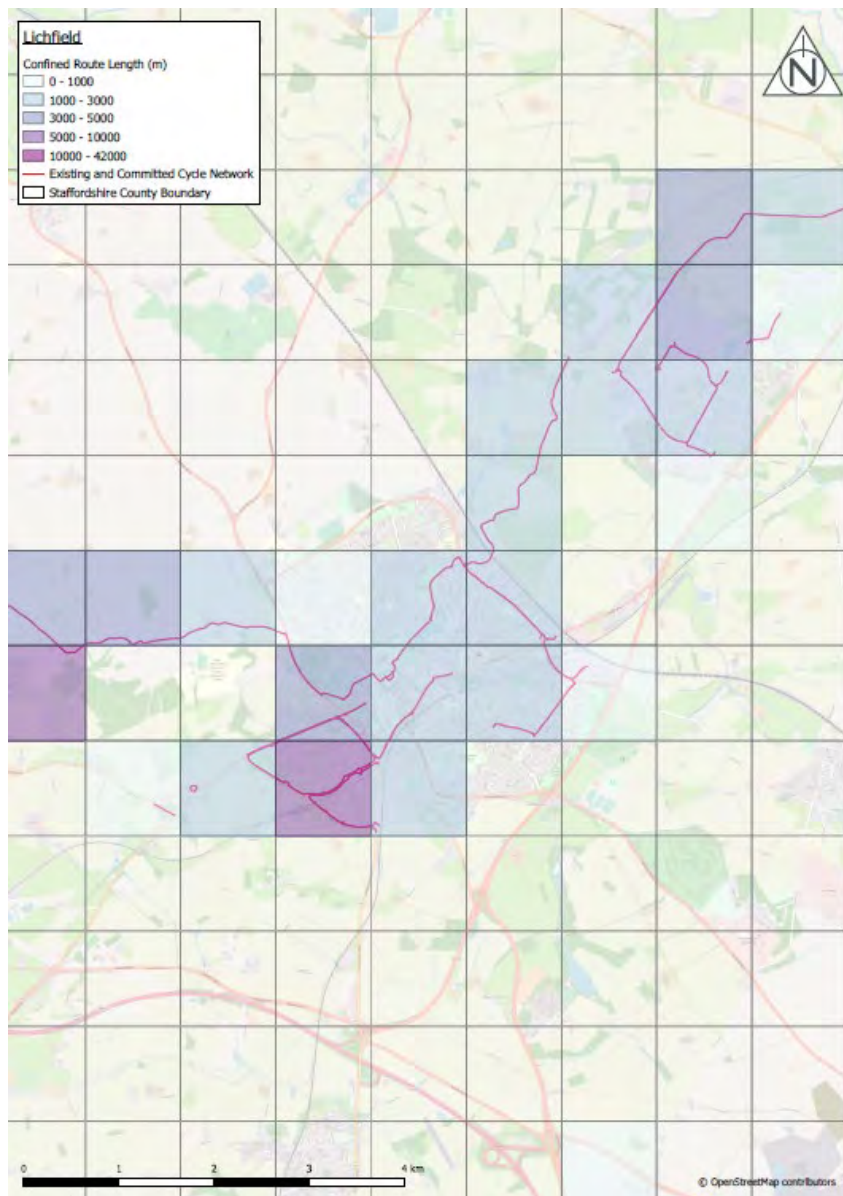 Lichfield
Confined Route Length (m)
0 - 1000
1000 - 3000
3000 - 5000
5000 - 10000
10000 - 42000
Existing and Committed Cycle Network
Staffordshire County Boundary
N
0 1 2 3 4 km
© OpenStreetMap contributors